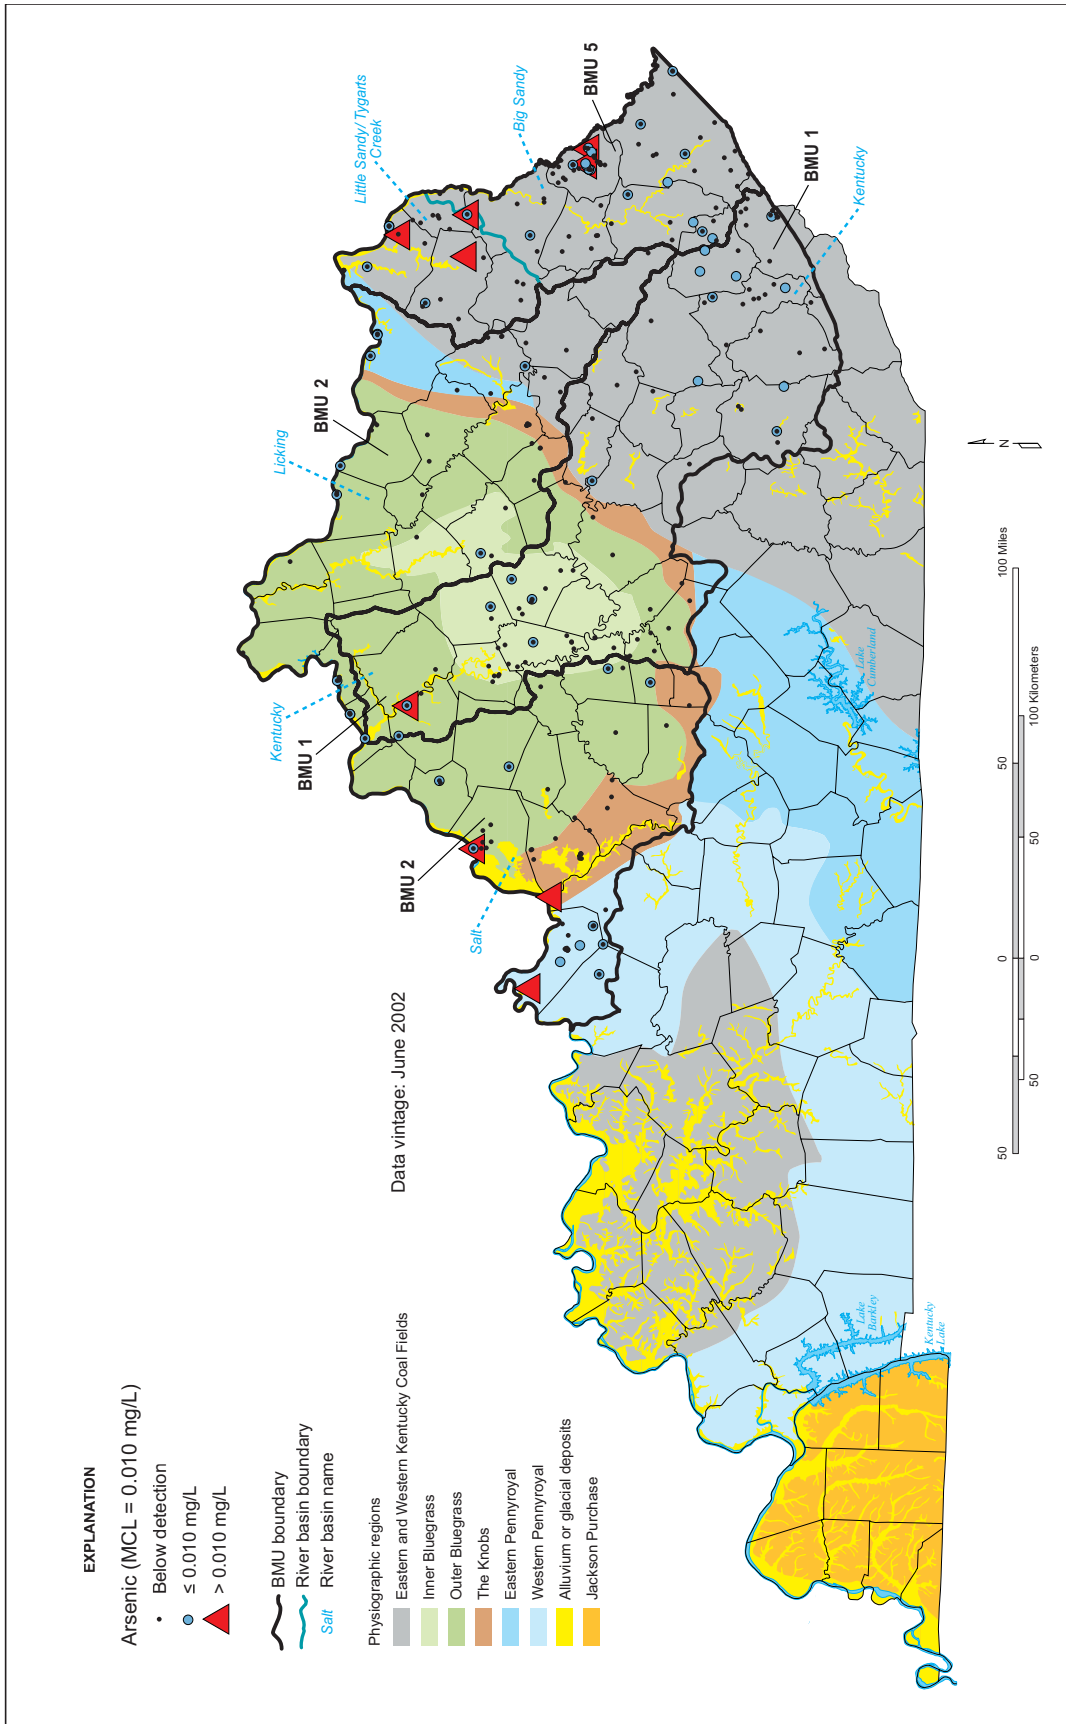 EXPLANATION
Arsenic (MCL = 0.010 mg/L)
Below detection
≤ 0.010 mg/L
> 0.010 mg/L
BMU boundary
River basin boundary
Salt River basin name
Physiographic regions
Eastern and Western Kentucky Coal Fields
Inner Bluegrass
Outer Bluegrass
The Knobs
Eastern Pennyroyal
Western Pennyroyal
Alluvium or glacial deposits
Jackson Purchase
Data vintage: June 2002
Salt
BMU 2
BMU 1
Kentucky
Licking
BMU 2
Little Sandy/ Tygarts
Creek
Big Sandy
BMU 5
BMU 1
Kentucky
Lake
Cumberland
Lake
Barkley
Kentucky
Lake
50 0 50 100 Miles
50 0 50 100 Kilometers
N